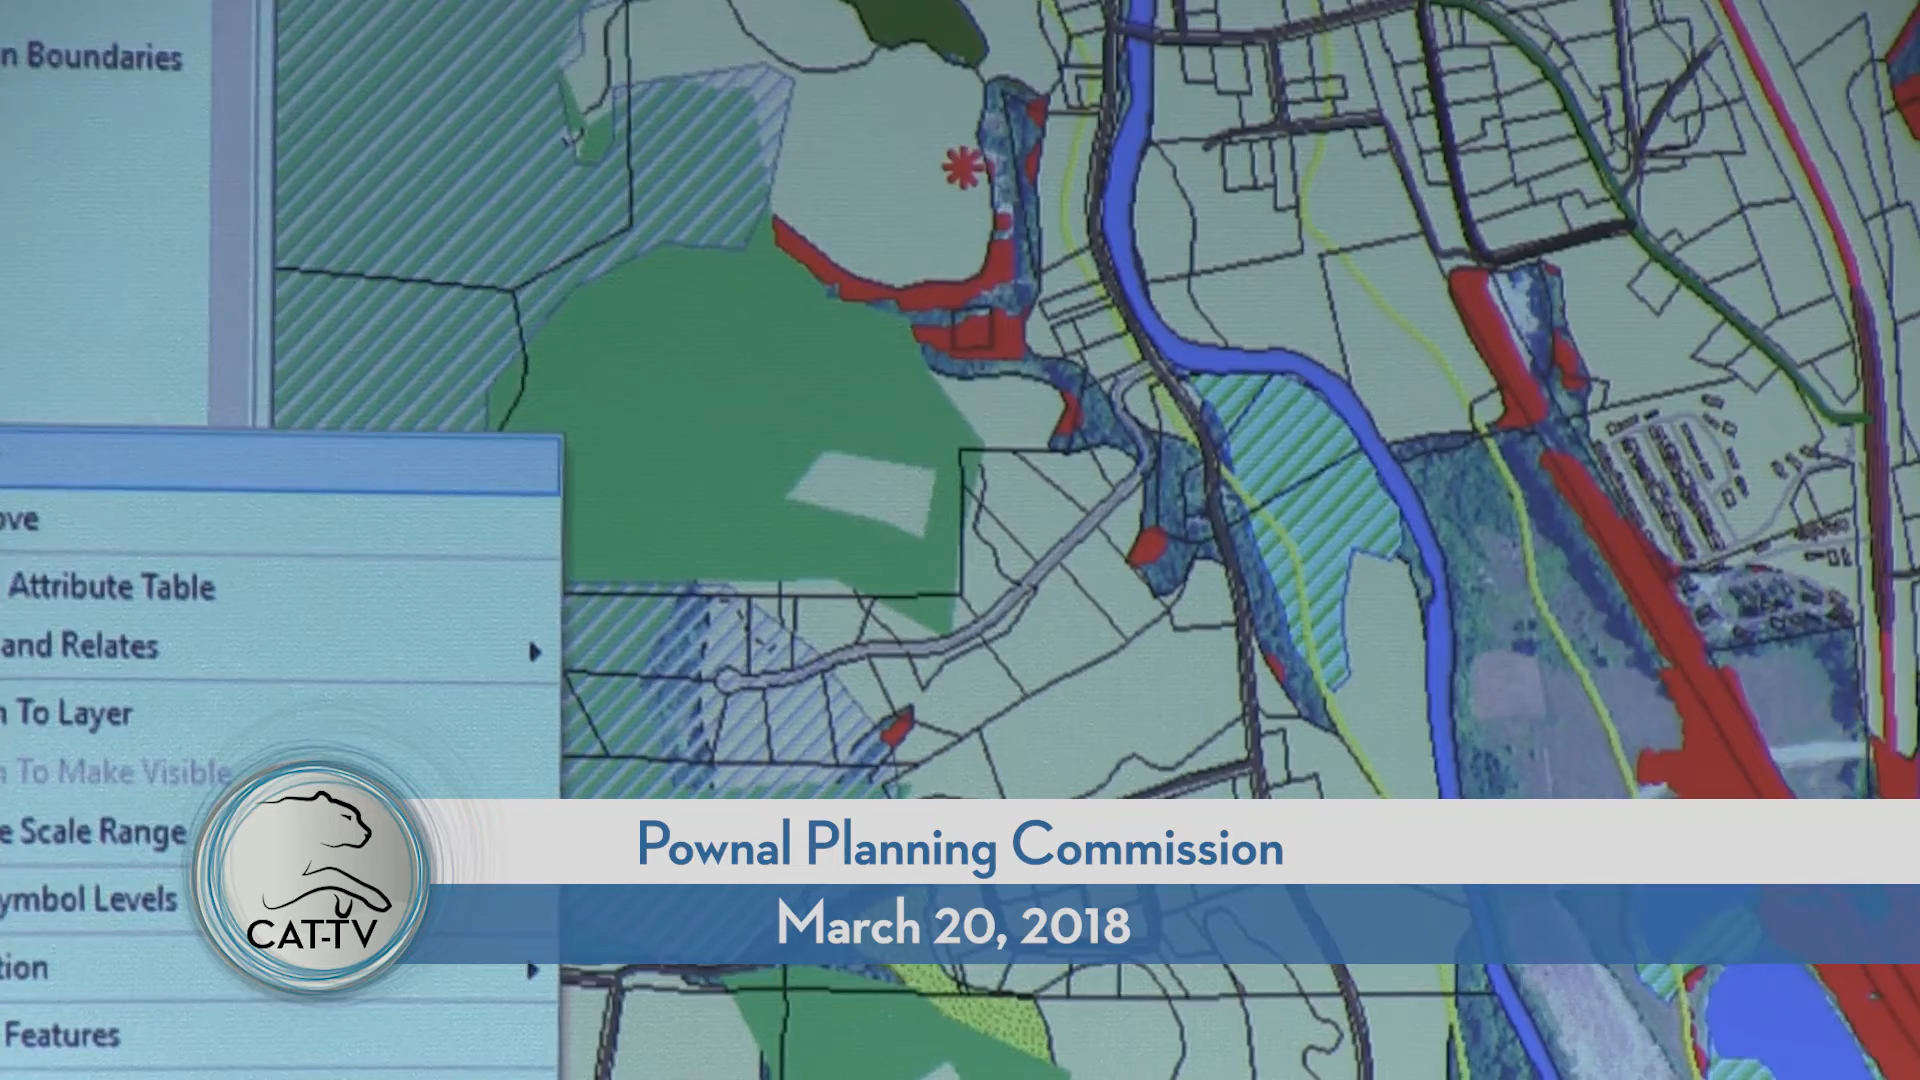 n Boundaries
ove
Attribute Table
and Relates
To Layer
To Make Visible
e Scale Range
ymbol Levels
tion
Features
CAT-TV
Pownal Planning Commission
March 20, 2018